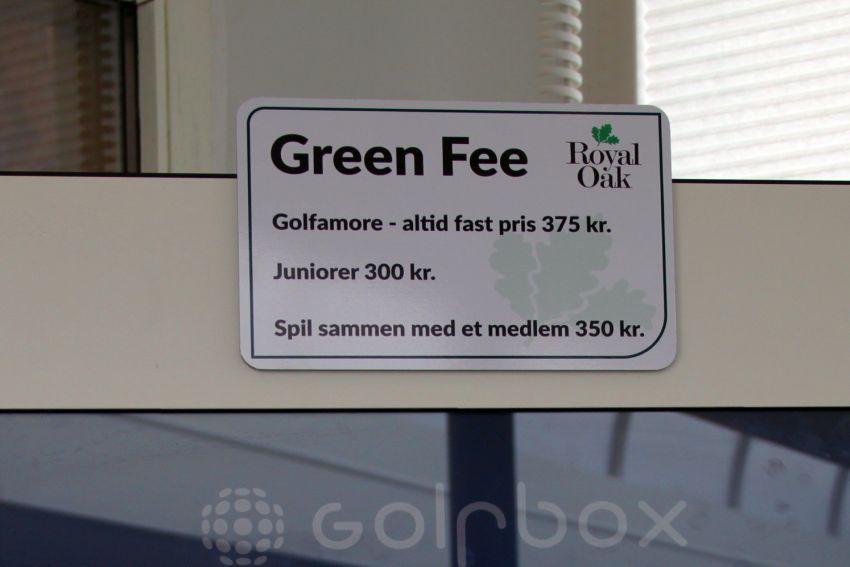 Green Fee
Royal
Oak
Golfamore - altid fast pris 375 kr.
Juniorer 300 kr.
Spil sammen med et medlem 350 kr.
GOLFBOX